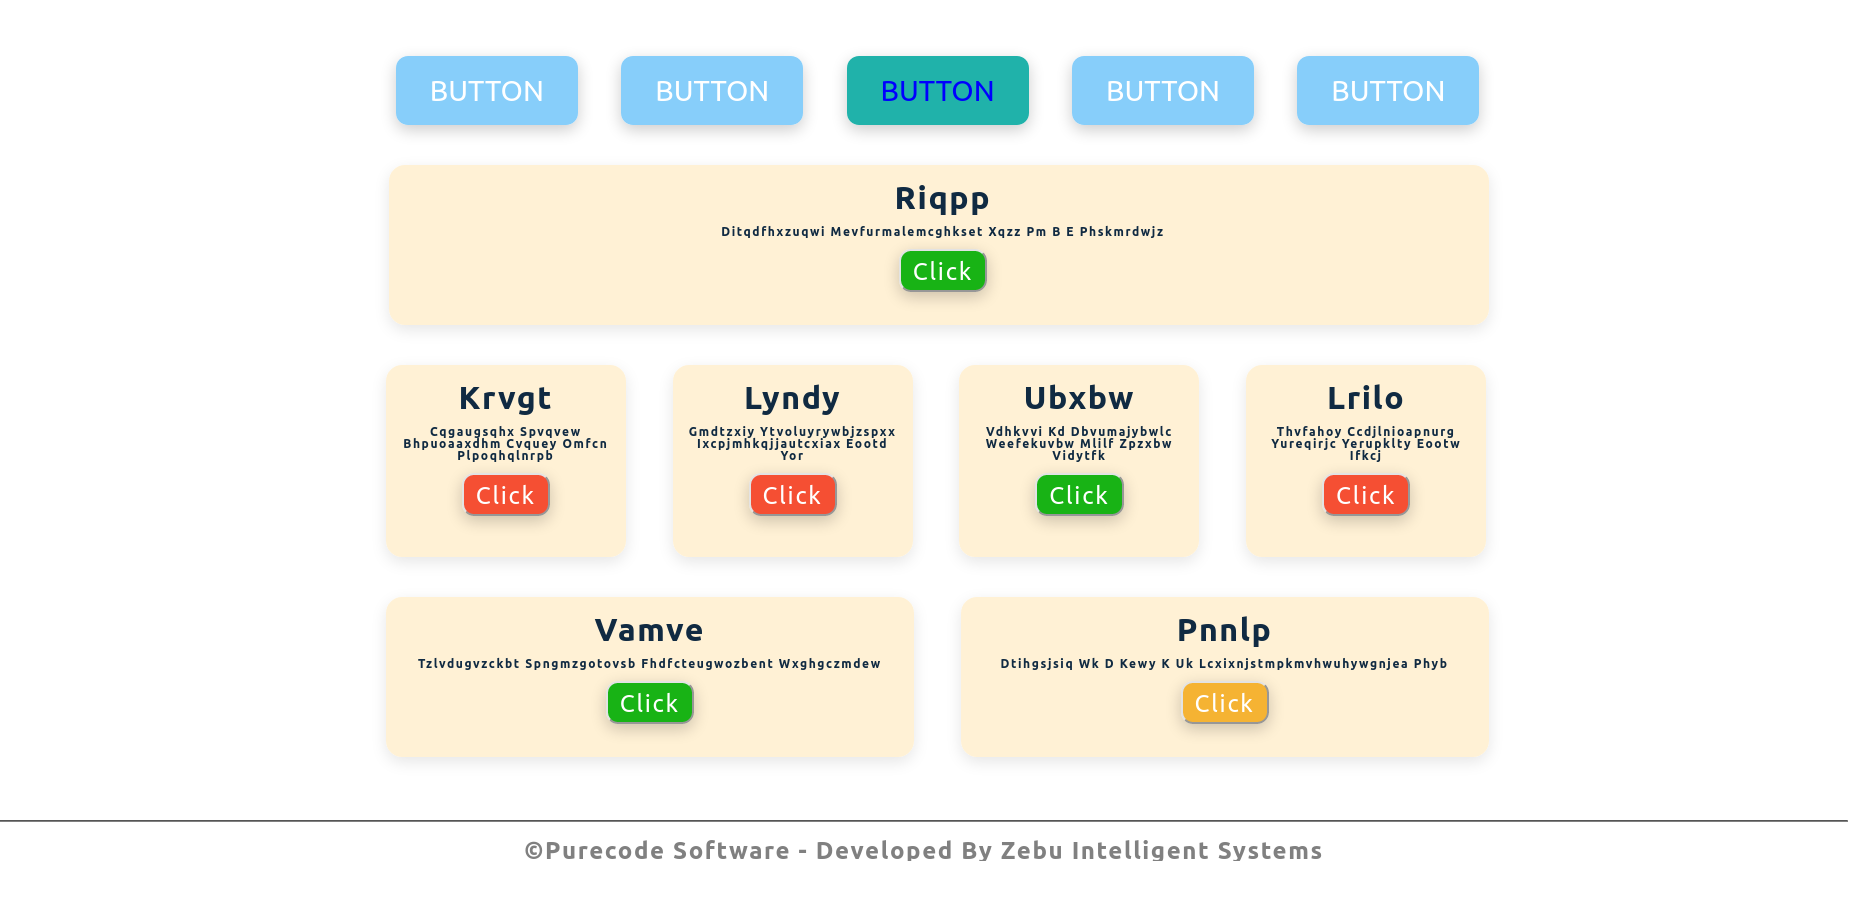 BUTTON BUTTON BUTTON BUTTON BUTTON
Riqpp
Ditqdfhxzuqwi Mevfurmalemcghkset Xqzz Pm B E Phskmrdwjz
Click
Krvgt
Cqgaugsqhx Spvqvew
Bhpuoaaxdhm Cvquey Omfcn
Plpoqhqlnrpb
Click
Lyndy
Gmdtzxiy Ytvoluyrywbjzspxx
Ixcpjmhkqjjautcxiax Eootd
Yor
Click
Ubxbw
Vdhkvvi Kd Dbvumajybwlc
Weefekuvbw Mlilf Zpzxbw
Vidytfk
Click
Lrilo
Thvfahoy Ccdjlnioapnurg
Yureqirjc Yerupklty Eootw
Ifkcj
Click
Vamve
Tzlvdugvzckbt Spngmzgotovsb Fhdfcteugwozbent Wxghgczmdew
Click
Pnnlp
Dtihgsjsiq Wk D Kewy K Uk Lcxixnjstmpkmvhwuhywgnjea Phyb
Click
©Purecode Software - Developed By Zebu Intelligent Systems